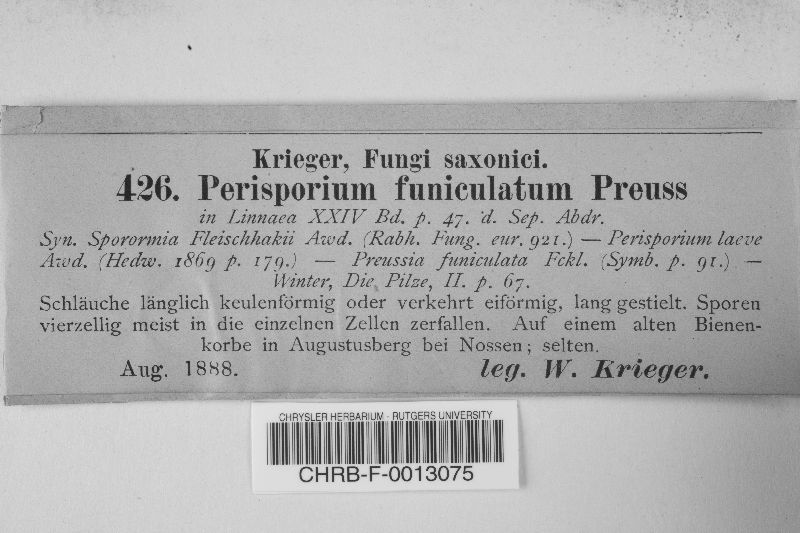 Krieger, Fungi saxonici.
426. Perisporium funiculatum Preuss
in Linnaea XXIV Bd. p. 47. d. Sep. Abdr.
Syn. Sporormia Fleischhakii Awd. (Rabh. Fung. eur. 921.) — Perisporium laeve
Awd. (Hedw. 1869 p. 179.) — Preussia funiculata Fckl. (Symb. p. 91.) —
Winter, Die Pilze, II. p. 67.
Schläuche länglich keulenförmig oder verkehrt eiförmig, lang gestielt. Sporen
vierzellig meist in die einzelnen Zellen zerfallen. Auf einem alten Bienen-
korbe in Augustusberg bei Nossen; selten.
Aug. 1888. leg. W. Krieger.
CHRYSLER HERBARIUM - RUTGERS UNIVERSITY
CHRB-F-0013075